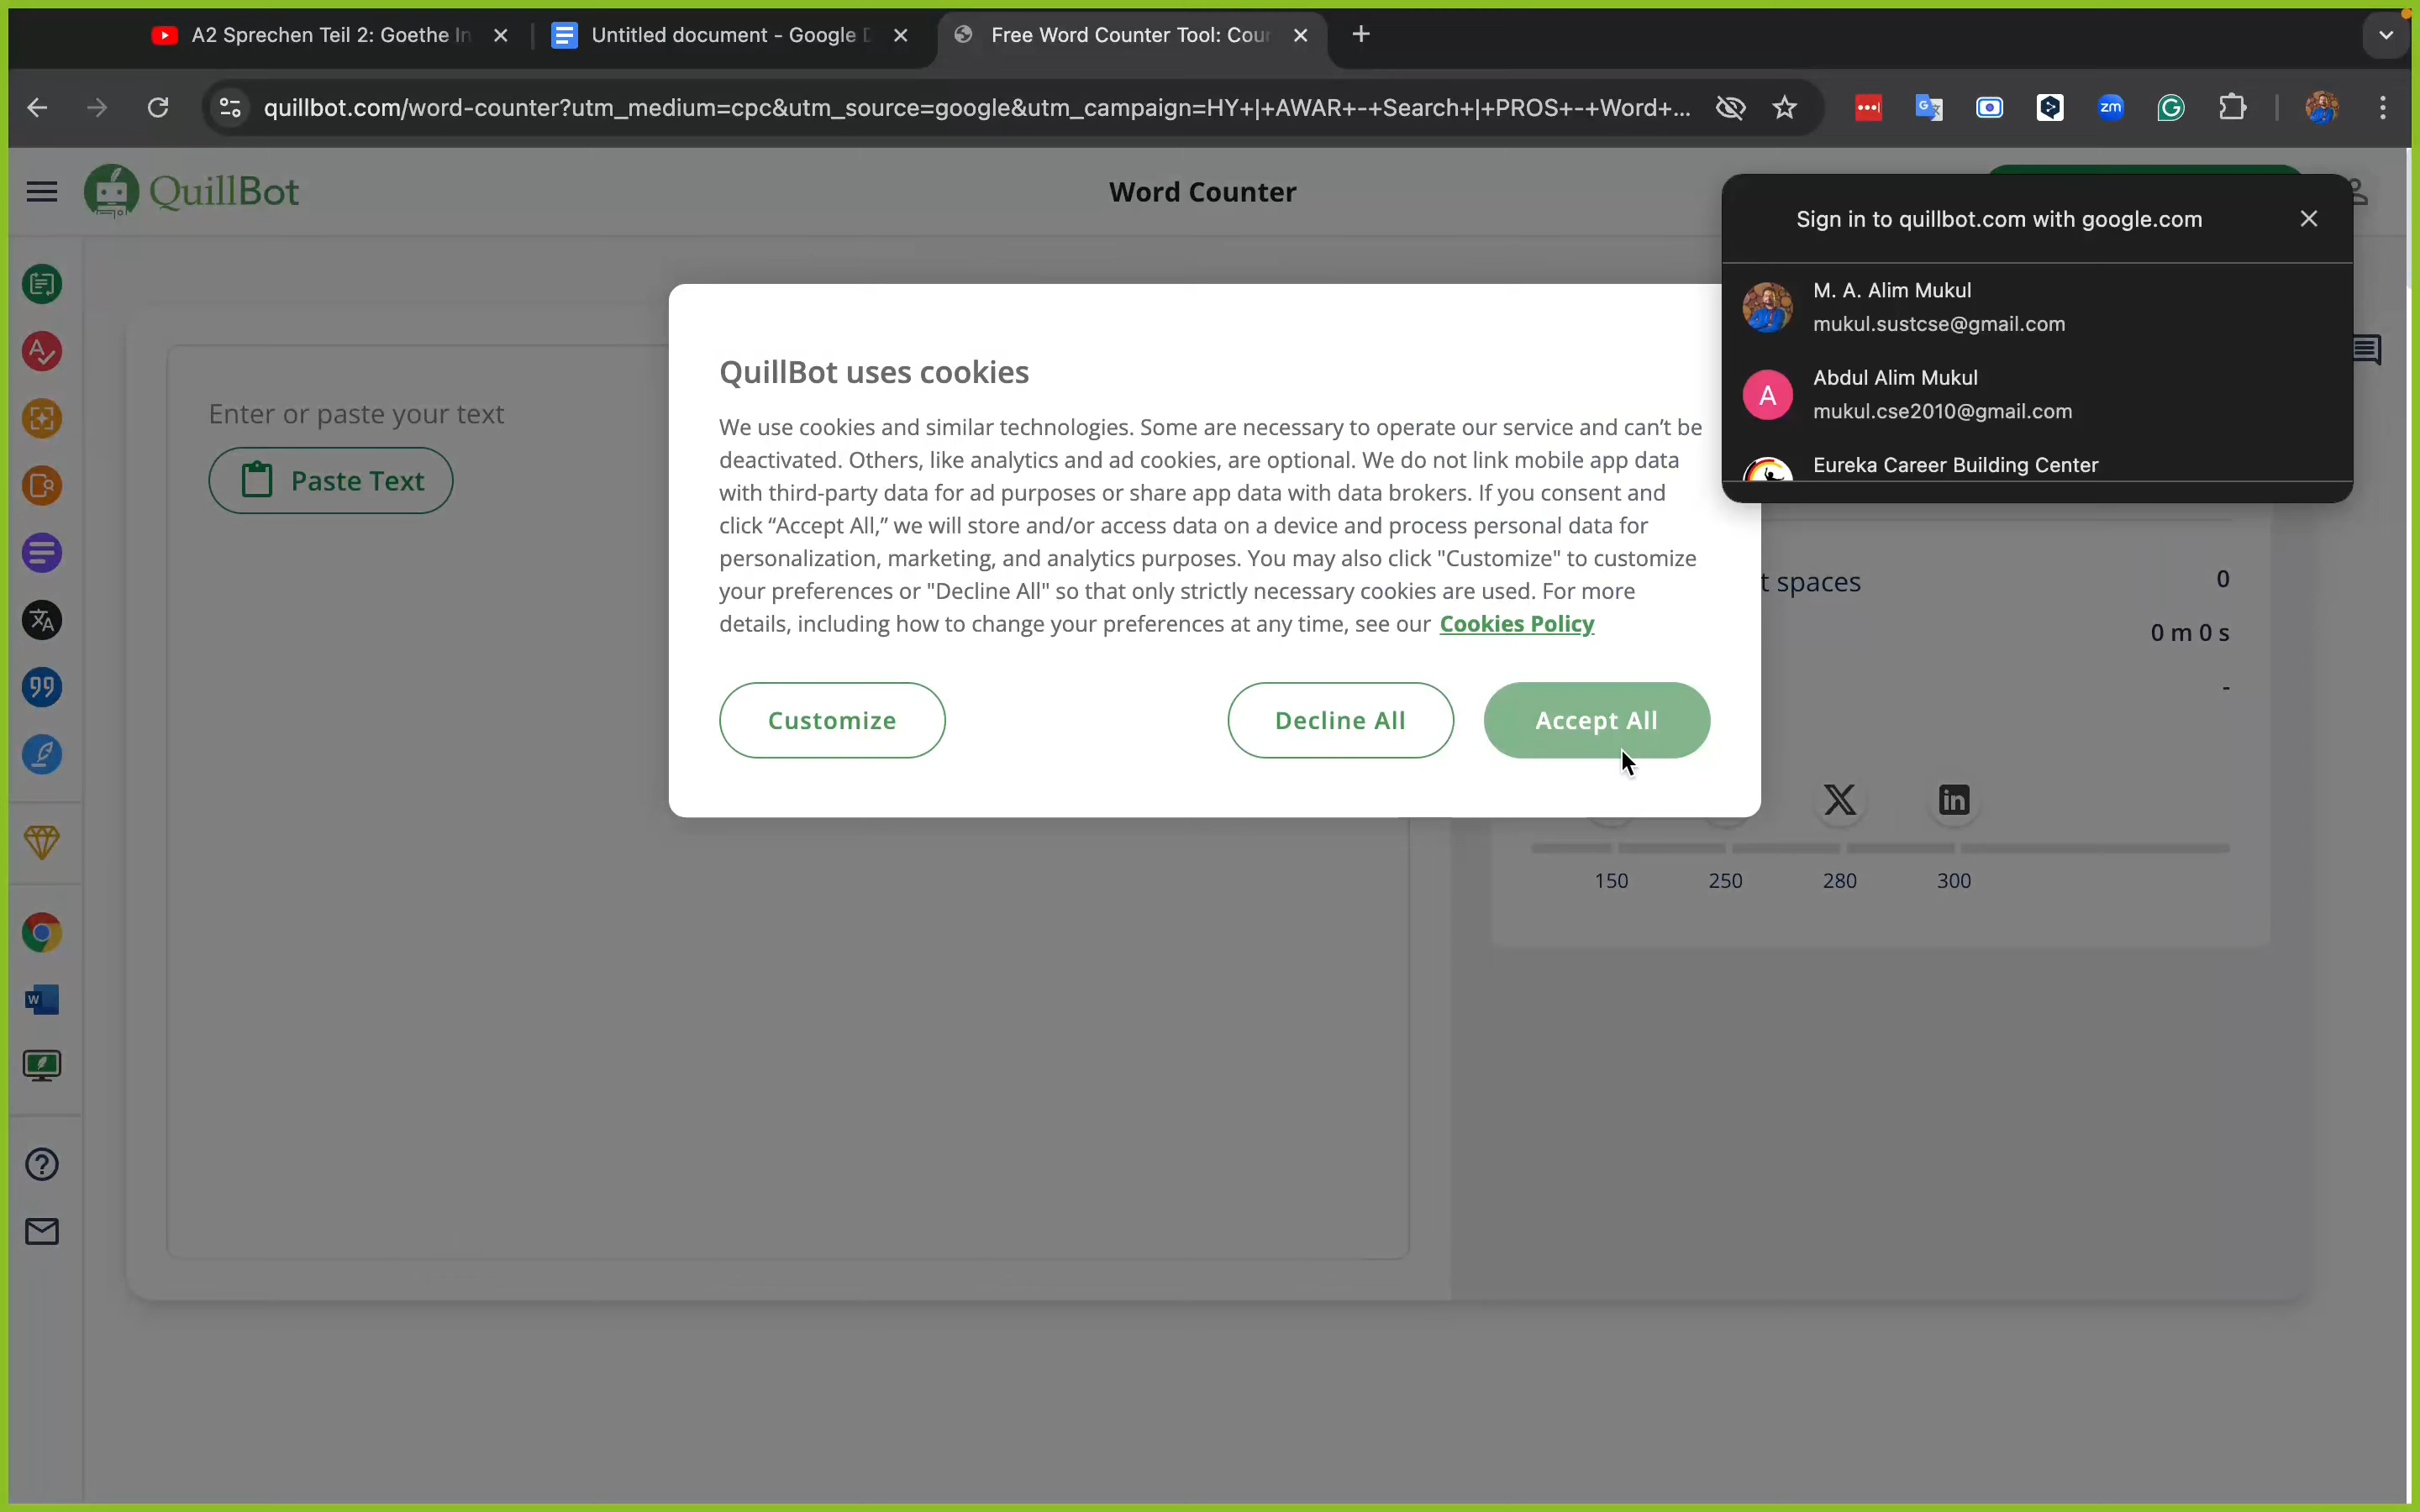 A2 Sprechen Teil 2: Goethe In
Untitled document - Google D
Free Word Counter Tool: Cour
quillbot.com/word-counter?utm_medium=cpc&utm_source=google&utm_campaign=HY+|+AWAR+-+Search+|+PROS+-+Word+...
zm
QuillBot
Word Counter
Sign in to quillbot.com with google.com
M. A. Alim Mukul
mukul.sustcse@gmail.com
A
Abdul Alim Mukul
mukul.cse2010@gmail.com
Eureka Career Building Center
Enter or paste your text
Paste Text
QuillBot uses cookies
We use cookies and similar technologies. Some are necessary to operate our service and can’t be
deactivated. Others, like analytics and ad cookies, are optional. We do not link mobile app data
with third-party data for ad purposes or share app data with data brokers. If you consent and
click “Accept All,” we will store and/or access data on a device and process personal data for
personalization, marketing, and analytics purposes. You may also click "Customize" to customize
your preferences or "Decline All" so that only strictly necessary cookies are used. For more
details, including how to change your preferences at any time, see our Cookies Policy
Customize
Decline All
Accept All
t spaces
0
0 m 0 s
-
150
250
280
300